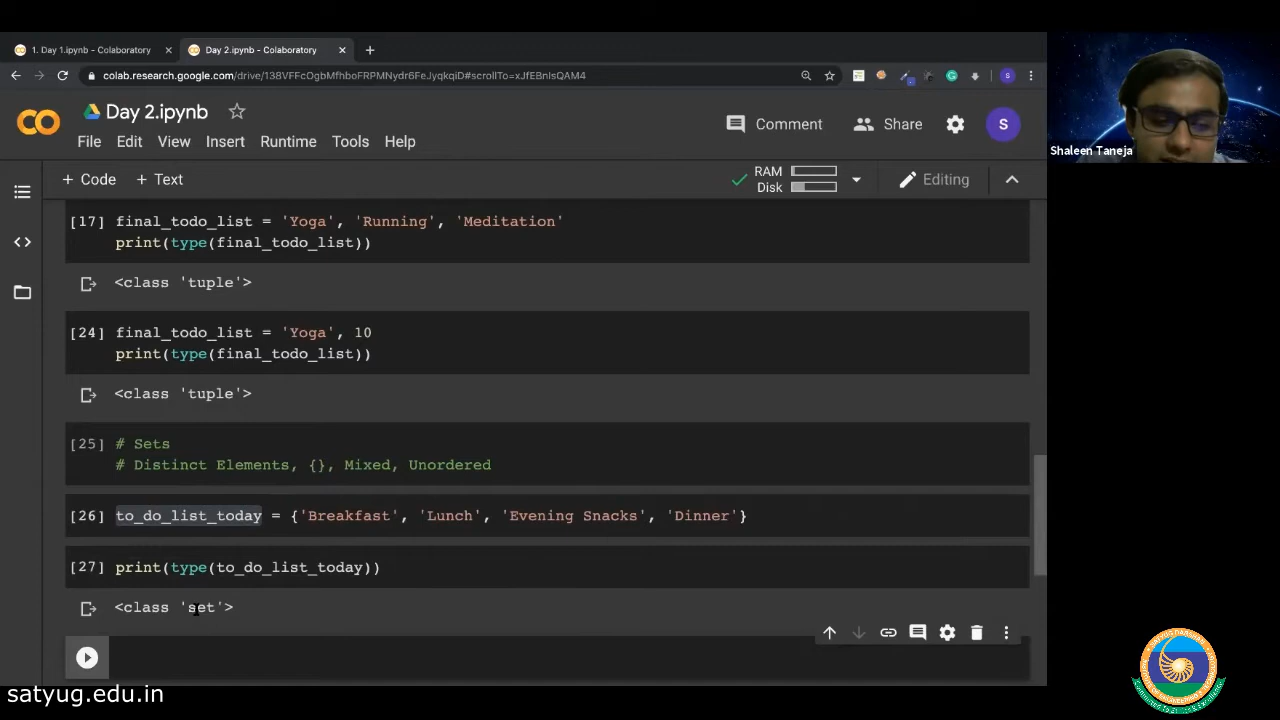 1. Day 1.ipynb - Colaboratory
Day 2.ipynb - Colaboratory
colab.research.google.com/drive/138VFFcOgbMfhboFRPMNydr6FeJyqkqiD#scrollTo=xJfEBnIsQAM4
S
CO
Day 2.ipynb
Comment
Share
S
File Edit View Insert Runtime Tools Help
+ Code + Text
RAM
Disk
Editing
[17] final_todo_list = 'Yoga', 'Running', 'Meditation'
print(type(final_todo_list))
<class 'tuple'>
[24] final_todo_list = 'Yoga', 10
print(type(final_todo_list))
<class 'tuple'>
[25] # Sets
# Distinct Elements, {}, Mixed, Unordered
[26] to_do_list_today = {'Breakfast', 'Lunch', 'Evening Snacks', 'Dinner'}
[27] print(type(to_do_list_today))
<class 'set'>
Shaleen Taneja
satyug.edu.in